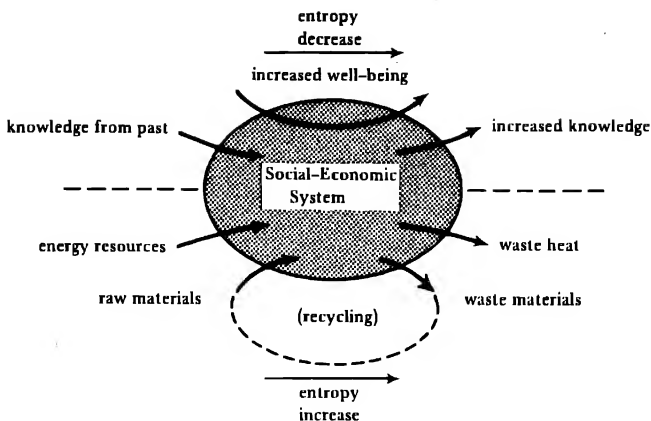 entropy
decrease
increased well-being
knowledge from past
increased knowledge
Social-Economic
System
energy resources
waste heat
raw materials
waste materials
(recycling)
entropy
increase